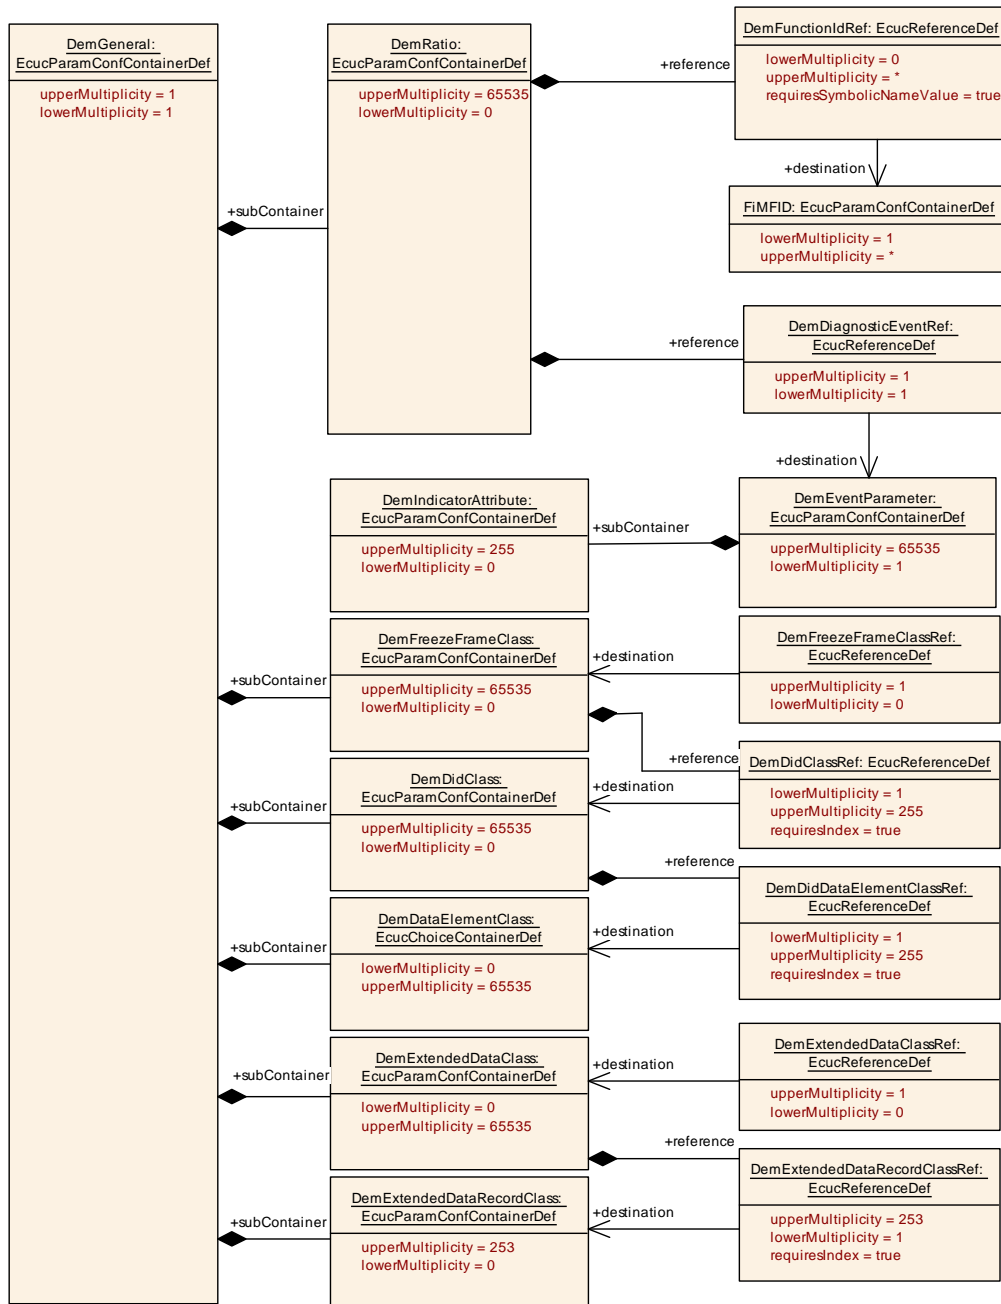 DemGeneral:
EcucParamConfContainerDef
upperMultiplicity = 1
lowerMultiplicity = 1
+subContainer
DemRatio:
EcucParamConfContainerDef
upperMultiplicity = 65535
lowerMultiplicity = 0
+reference
DemFunctionIdRef: EcucReferenceDef
lowerMultiplicity = 0
upperMultiplicity = *
requiresSymbolicNameValue = true
+destination
FiMFID: EcucParamConfContainerDef
lowerMultiplicity = 1
upperMultiplicity = *
+reference
DemDiagnosticEventRef:
EcucReferenceDef
upperMultiplicity = 1
lowerMultiplicity = 1
+destination
DemIndicatorAttribute:
EcucParamConfContainerDef
upperMultiplicity = 255
lowerMultiplicity = 0
+subContainer
DemEventParameter:
EcucParamConfContainerDef
upperMultiplicity = 65535
lowerMultiplicity = 1
+subContainer
DemFreezeFrameClass:
EcucParamConfContainerDef
upperMultiplicity = 65535
lowerMultiplicity = 0
+destination
DemFreezeFrameClassRef:
EcucReferenceDef
upperMultiplicity = 1
lowerMultiplicity = 0
+reference
DemDidClassRef: EcucReferenceDef
lowerMultiplicity = 1
upperMultiplicity = 255
requiresIndex = true
+subContainer
DemDidClass:
EcucParamConfContainerDef
upperMultiplicity = 65535
lowerMultiplicity = 0
+destination
+reference
DemDidDataElementClassRef:
EcucReferenceDef
lowerMultiplicity = 1
upperMultiplicity = 255
requiresIndex = true
+subContainer
DemDataElementClass:
EcucChoiceContainerDef
lowerMultiplicity = 0
upperMultiplicity = 65535
+destination
+subContainer
DemExtendedDataClass:
EcucParamConfContainerDef
lowerMultiplicity = 0
upperMultiplicity = 65535
+destination
DemExtendedDataClassRef:
EcucReferenceDef
upperMultiplicity = 1
lowerMultiplicity = 0
+reference
DemExtendedDataRecordClassRef:
EcucReferenceDef
upperMultiplicity = 253
lowerMultiplicity = 1
requiresIndex = true
+subContainer
DemExtendedDataRecordClass:
EcucParamConfContainerDef
upperMultiplicity = 253
lowerMultiplicity = 0
+destination